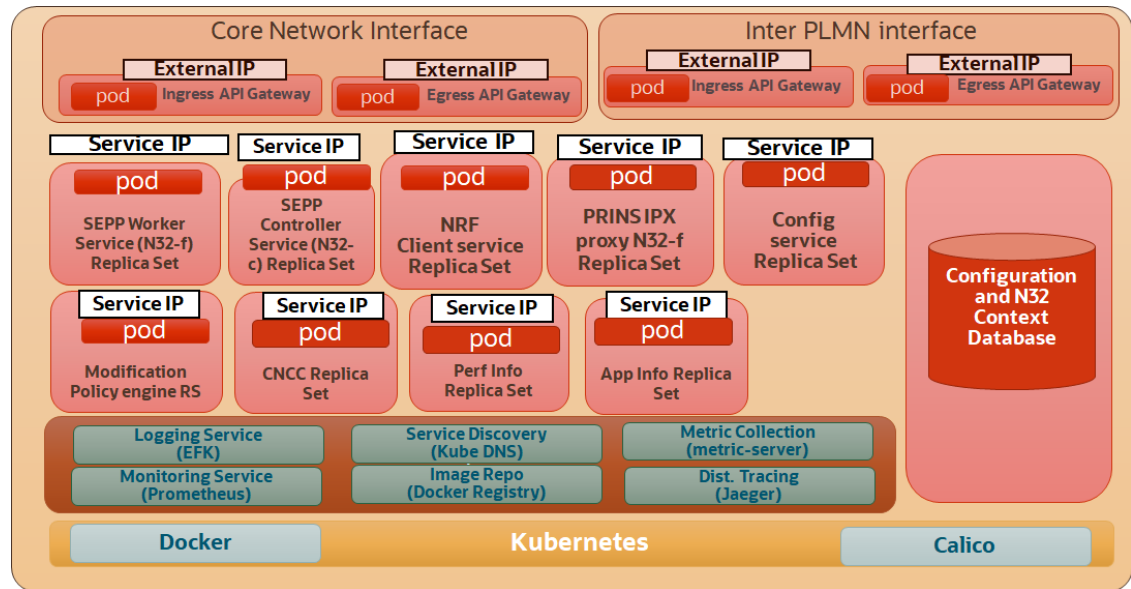 Core Network Interface
Inter PLMN interface
External IP
pod Ingress API Gateway
External IP
pod Egress API Gateway
External IP
pod Ingress API Gateway
External IP
pod Egress API Gateway
Service IP
pod
SEPP Worker
Service (N32-f)
Replica Set
Service IP
pod
SEPP
Controller
Service (N32-
c) Replica Set
Service IP
pod
NRF
Client service
Replica Set
Service IP
pod
PRINS IPX
proxy N32-f
Replica Set
Service IP
pod
Config
service
Replica Set
Configuration
and N32
Context
Database
Service IP
pod
Modification
Policy engine RS
Service IP
pod
CNCC Replica
Set
Service IP
pod
Perf Info
Replica Set
Service IP
pod
App Info Replica
Set
Logging Service
(EFK)
Service Discovery
(Kube DNS)
Metric Collection
(metric-server)
Monitoring Service
(Prometheus)
Image Repo
(Docker Registry)
Dist. Tracing
(Jaeger)
Docker
Kubernetes
Calico